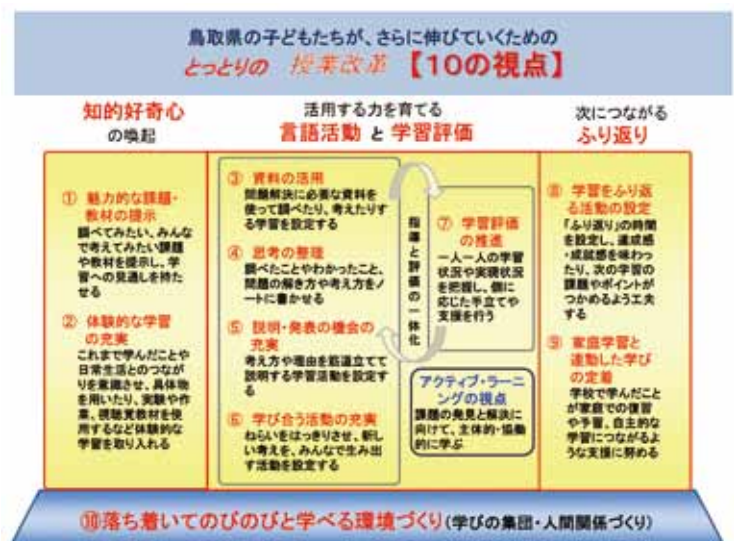 鳥取県の子どもたちが、さらに伸びていくための
とっとりの 授業改革 【10の視点】
知的好奇心
の喚起
① 魅力的な課題・
教材の提示
調べてみたい、みんな
で考えてみたい課題
や教材を提示し、学
習への見通しを持た
せる
② 体験的な学習
の充実
これまで学んだことや
日常生活とのつなが
りを意識させ、具体物
を用いたり、実験や作
業、視聴覚教材を使
用するなど体験的な
学習を取り入れる
活用する力を育てる
言語活動 と 学習評価
③ 資料の活用
問題解決に必要な資料を
使って調べたり、考えたりす
る学習を設定する
④ 思考の整理
調べたことやわかったこと、
問題の解き方や考え方をノ
ートに書かせる
⑤ 説明・発表の機会の
充実
考え方や理由を筋道立てて
説明する学習活動を設定す
る
⑥ 学び合う活動の充実
ねらいをはっきりさせ、新し
い考えを、みんなで生み出
す活動を設定する
指導と評価の一体化
⑦ 学習評価
の推進
一人一人の学習
状況や実現状況
を把握し、個に
応じた手立てや
支援を行う
アクティブ・ラーニ
ングの視点
課題の発見と解決に
向けて、主体的・協働
的に学ぶ
次につながる
ふり返り
⑧ 学習をふり返
る活動の設定
「ふり返り」の時間
を設定し、達成感
・成就感を味わっ
たり、次の学習の
課題やポイントが
つかめるよう工夫
する
⑨ 家庭学習と
連動した学び
の定着
学校で学んだこと
が家庭での復習
や予習、自主的な
学習につながるよ
うな支援に努める
⑩落ち着いてのびのびと学べる環境づくり(学びの集団・人間関係づくり)